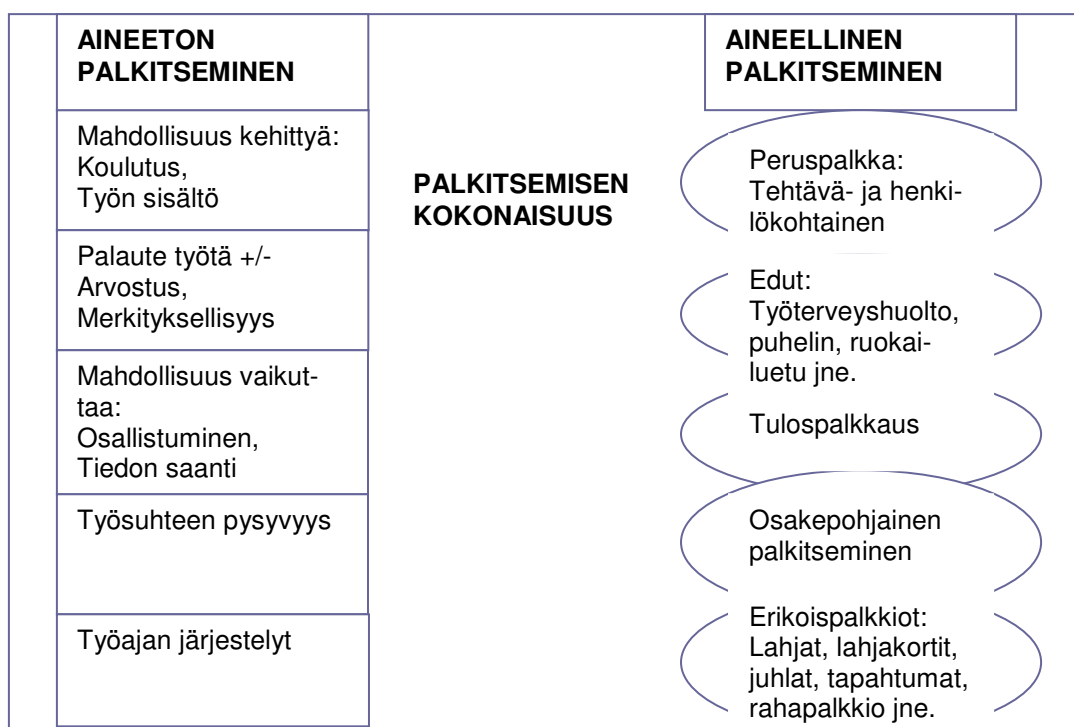 AINEETON
PALKITSEMINEN
Mahdollisuus kehittyä:
Koulutus,
Työn sisältö
Palaute työtä +/-
Arvostus,
Merkityksellisyys
Mahdollisuus vaikut-
taa:
Osallistuminen,
Tiedon saanti
Työsuhteen pysyvyys
Työajan järjestelyt
PALKITSEMISEN
KOKONAISUUS
AINEELLINEN
PALKITSEMINEN
Peruspalkka:
Tehtävä- ja henki-
lökohtainen
Edut:
Työterveyshuolto,
puhelin, ruokai-
luetu jne.
Tulospalkkaus
Osakepohjainen
palkitseminen
Erikoispalkkiot:
Lahjat, lahjakortit,
juhlat, tapahtumat,
rahapalkkio jne.